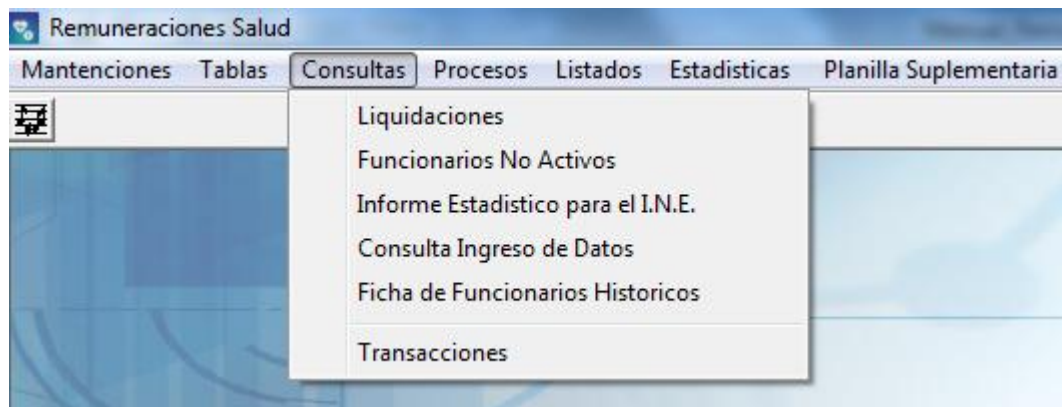 Remuneraciones Salud
Mantenciones Tablas Consultas Procesos Listados Estadisticas Planilla Suplementaria
Liquidaciones
Funcionarios No Activos
Informe Estadistico para el I.N.E.
Consulta Ingreso de Datos
Ficha de Funcionarios Historicos
Transacciones